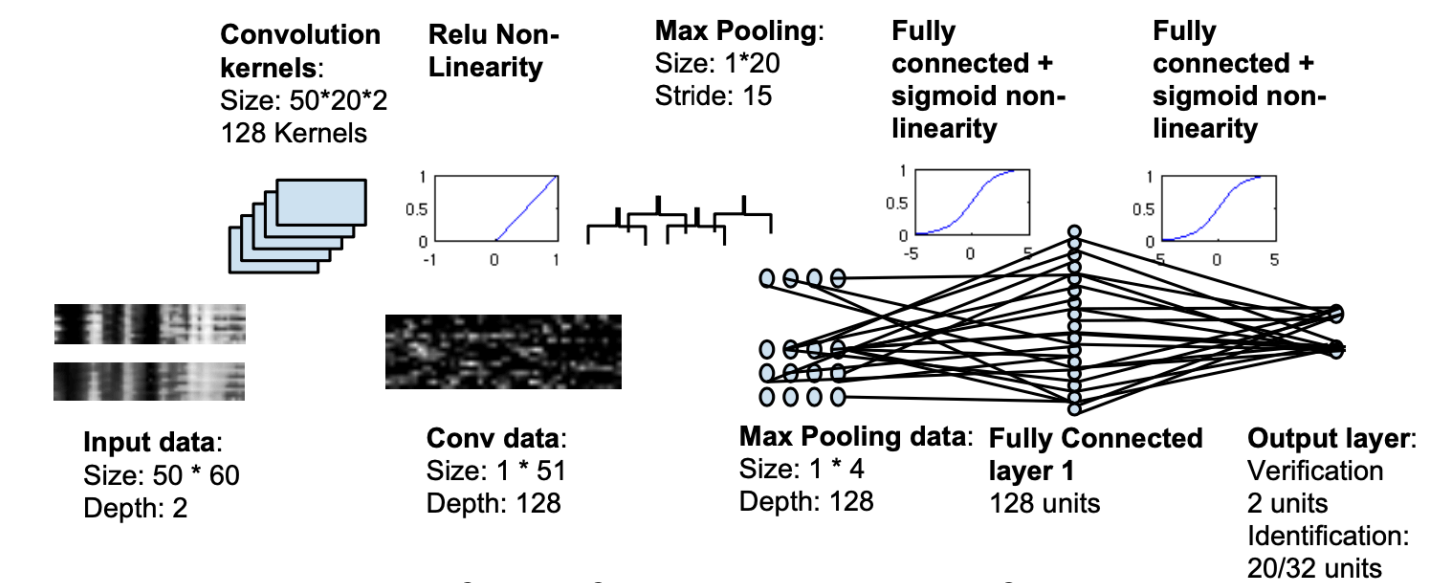 Convolution
kernels:
Size: 50*20*2
128 Kernels
Relu Non-
Linearity
Max Pooling:
Size: 1*20
Stride: 15
Fully
connected +
sigmoid non-
linearity
Fully
connected +
sigmoid non-
linearity
1
0.5
0
-1
0
1
1
0.5
0
-5
0
5
1
0.5
0
-5
0
5
Input data:
Size: 50 * 60
Depth: 2
Conv data:
Size: 1 * 51
Depth: 128
Max Pooling data:
Size: 1 * 4
Depth: 128
Fully Connected
layer 1
128 units
Output layer:
Verification
2 units
Identification:
20/32 units